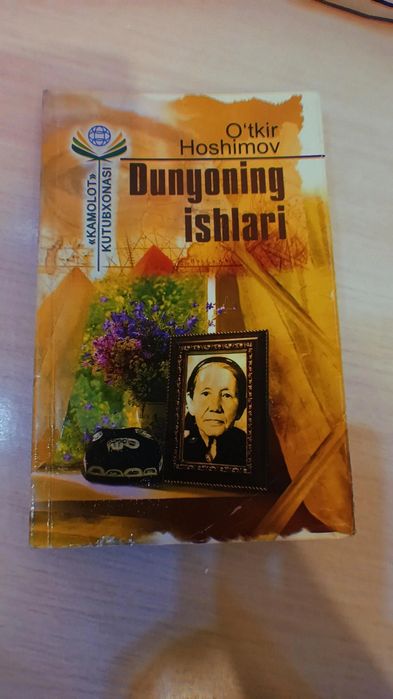 O‘tkir
Hoshimov
Dunyoning
ishlari
«KAMOLOT»
KUTUBXONASI